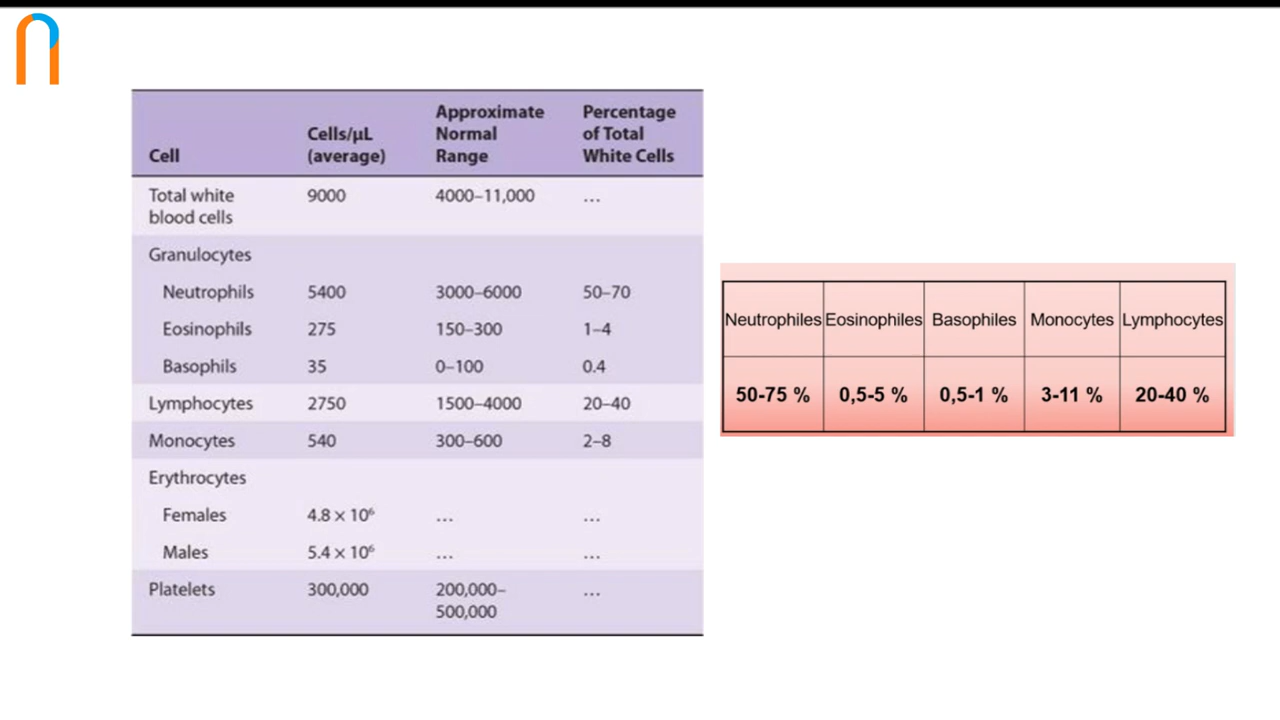 Cell Cells/µL (average) Approximate Normal Range Percentage of Total White Cells
Total white blood cells 9000 4000–11,000 ...
Granulocytes
Neutrophils 5400 3000–6000 50–70
Eosinophils 275 150–300 1–4
Basophils 35 0–100 0.4
Lymphocytes 2750 1500–4000 20–40
Monocytes 540 300–600 2–8
Erythrocytes
Females 4.8 × 10⁶ ... ...
Males 5.4 × 10⁶ ... ...
Platelets 300,000 200,000–500,000 ...
Neutrophiles Eosinophiles Basophiles Monocytes Lymphocytes
50-75 % 0,5-5 % 0,5-1 % 3-11 % 20-40 %